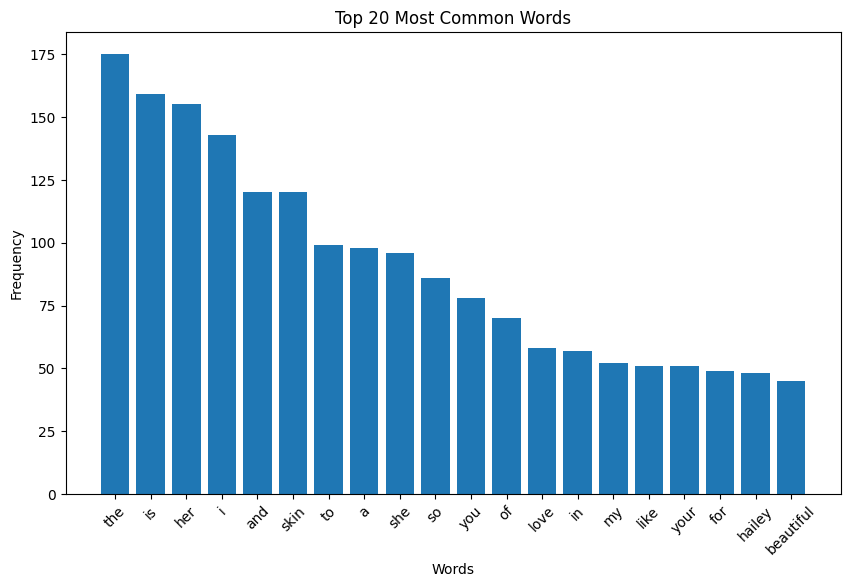 Top 20 Most Common Words
175
150
125
100
75
50
25
0
Frequency
the is her i and skin to a she so you of love in my like your for hailey beautiful
Words